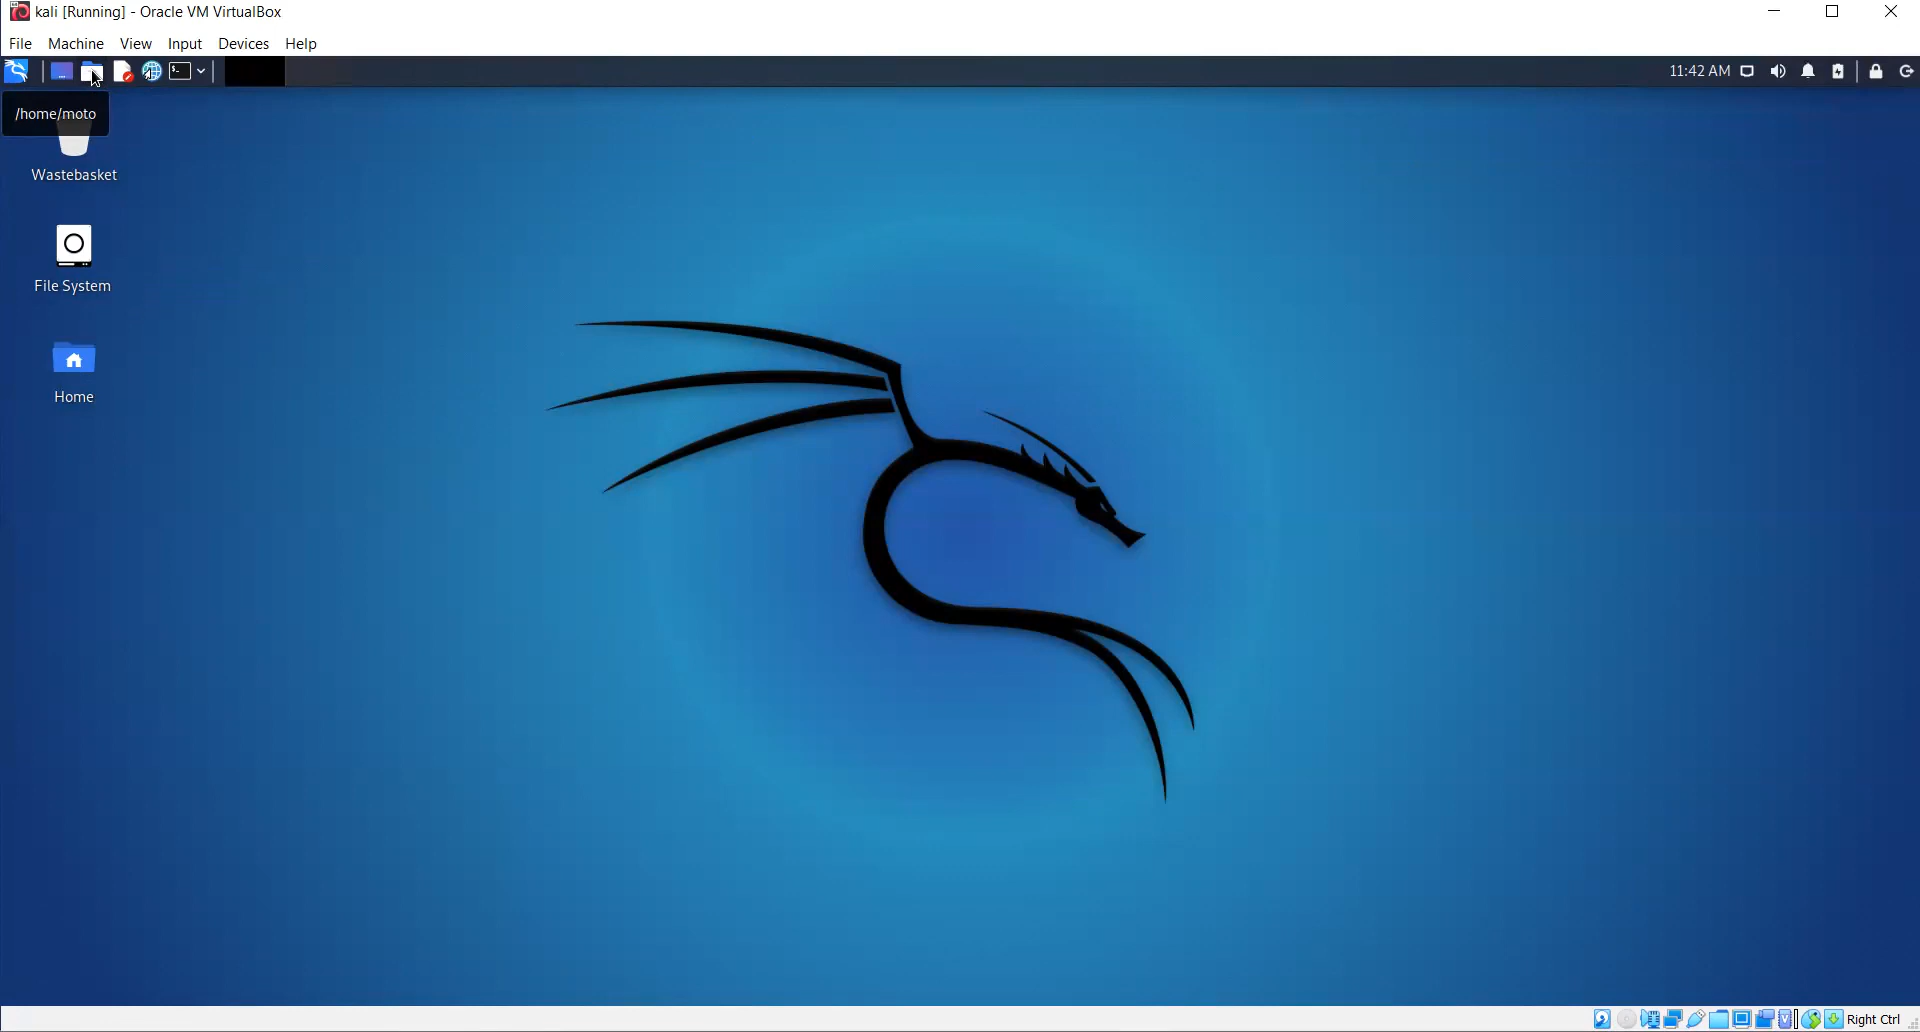 kali [Running] - Oracle VM VirtualBox
File Machine View Input Devices Help
$-
11:42 AM
/home/moto
Wastebasket
File System
Home
V
Right Ctrl